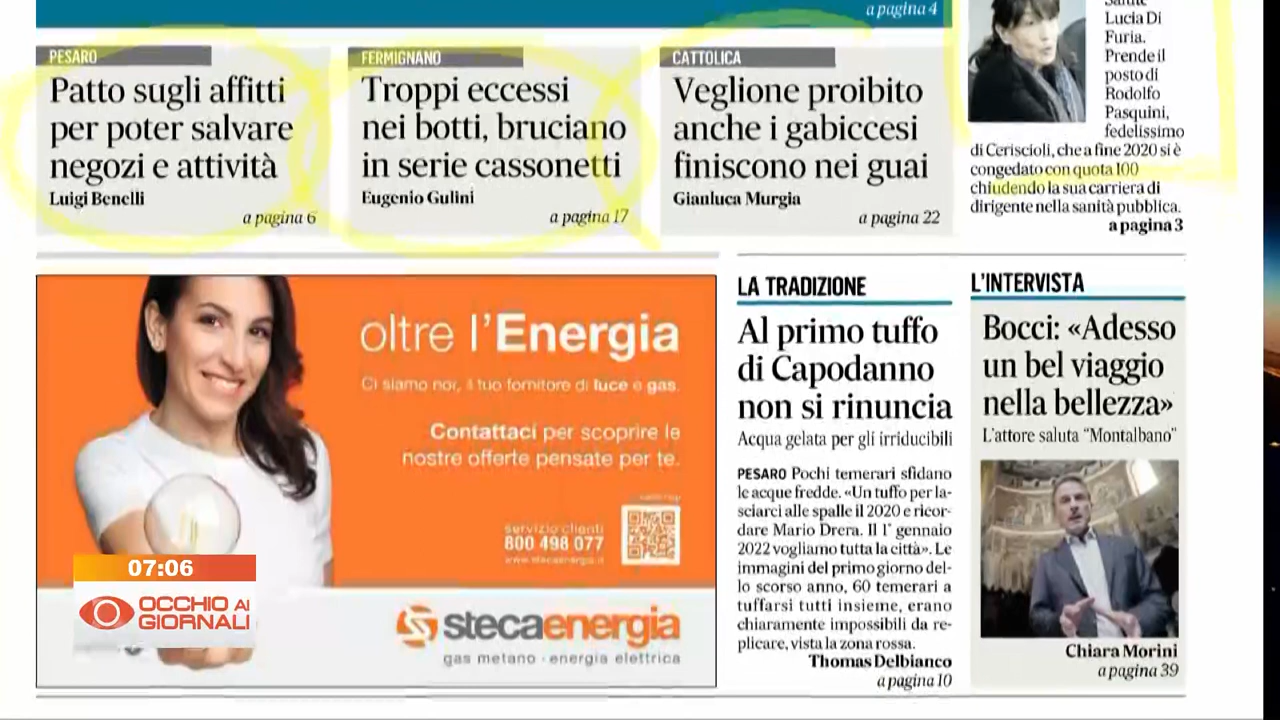 a pagina 4
PESARO
Patto sugli affitti
per poter salvare
negozi e attività
Luigi Benelli
a pagina 6
FERMIGNANO
Troppi eccessi
nei botti, bruciano
in serie cassonetti
Eugenio Gulini
a pagina 17
CATTOLICA
Veglione proibito
anche i gabiccesi
finiscono nei guai
Gianluca Murgia
a pagina 22
Salute
Lucia Di
Furia.
Prende il
posto di
Rodolfo
Pasquini,
fedelissimo
di Ceriscioli, che a fine 2020 si è
congedato con quota 100
chiudendo la sua carriera di
dirigente nella sanità pubblica.
a pagina 3
oltre l'Energia
Ci siamo noi, il tuo fornitore di luce e gas.
Contattaci per scoprire le
nostre offerte pensate per te.
servizio clienti
800 498 077
www.stecaenergia.it
stecaenergia
gas metano · energia elettrica
07:06
OCCHIO AI
GIORNALI
LA TRADIZIONE
Al primo tuffo
di Capodanno
non si rinuncia
Acqua gelata per gli irriducibili
PESARO Pochi temerari sfidano
le acque fredde. «Un tuffo per la-
sciarci alle spalle il 2020 e ricor-
dare Mario Drera. Il 1° gennaio
2022 vogliamo tutta la città». Le
immagini del primo giorno del-
lo scorso anno, 60 temerari a
tuffarsi tutti insieme, erano
chiaramente impossibili da re-
plicare, vista la zona rossa.
Thomas Delbianco
a pagina 10
L'INTERVISTA
Bocci: «Adesso
un bel viaggio
nella bellezza»
L'attore saluta "Montalbano"
Chiara Morini
a pagina 39